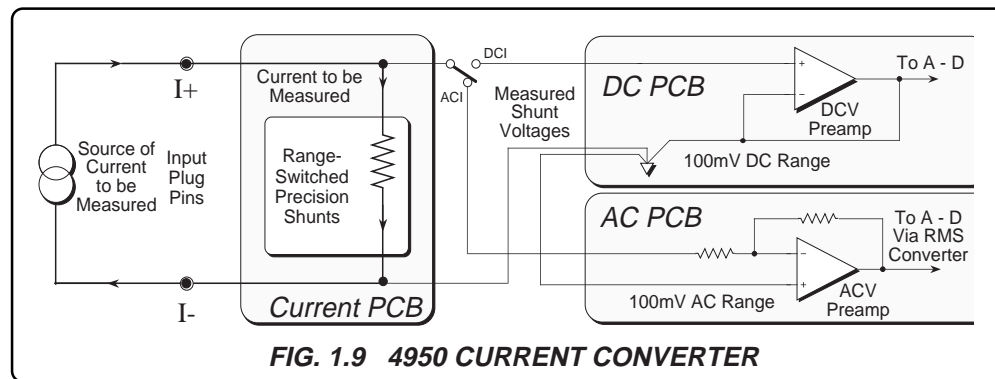 I+
Source of
Current
to be
Measured
Input
Plug
Pins
I-
Current to be
Measured
Range-
Switched
Precision
Shunts
Current PCB
DCI
ACI
Measured
Shunt
Voltages
DC PCB
+
−
DCV
Preamp
To A - D
100mV DC Range
AC PCB
−
+
ACV
Preamp
To A - D
Via RMS
Converter
100mV AC Range
FIG. 1.9 4950 CURRENT CONVERTER